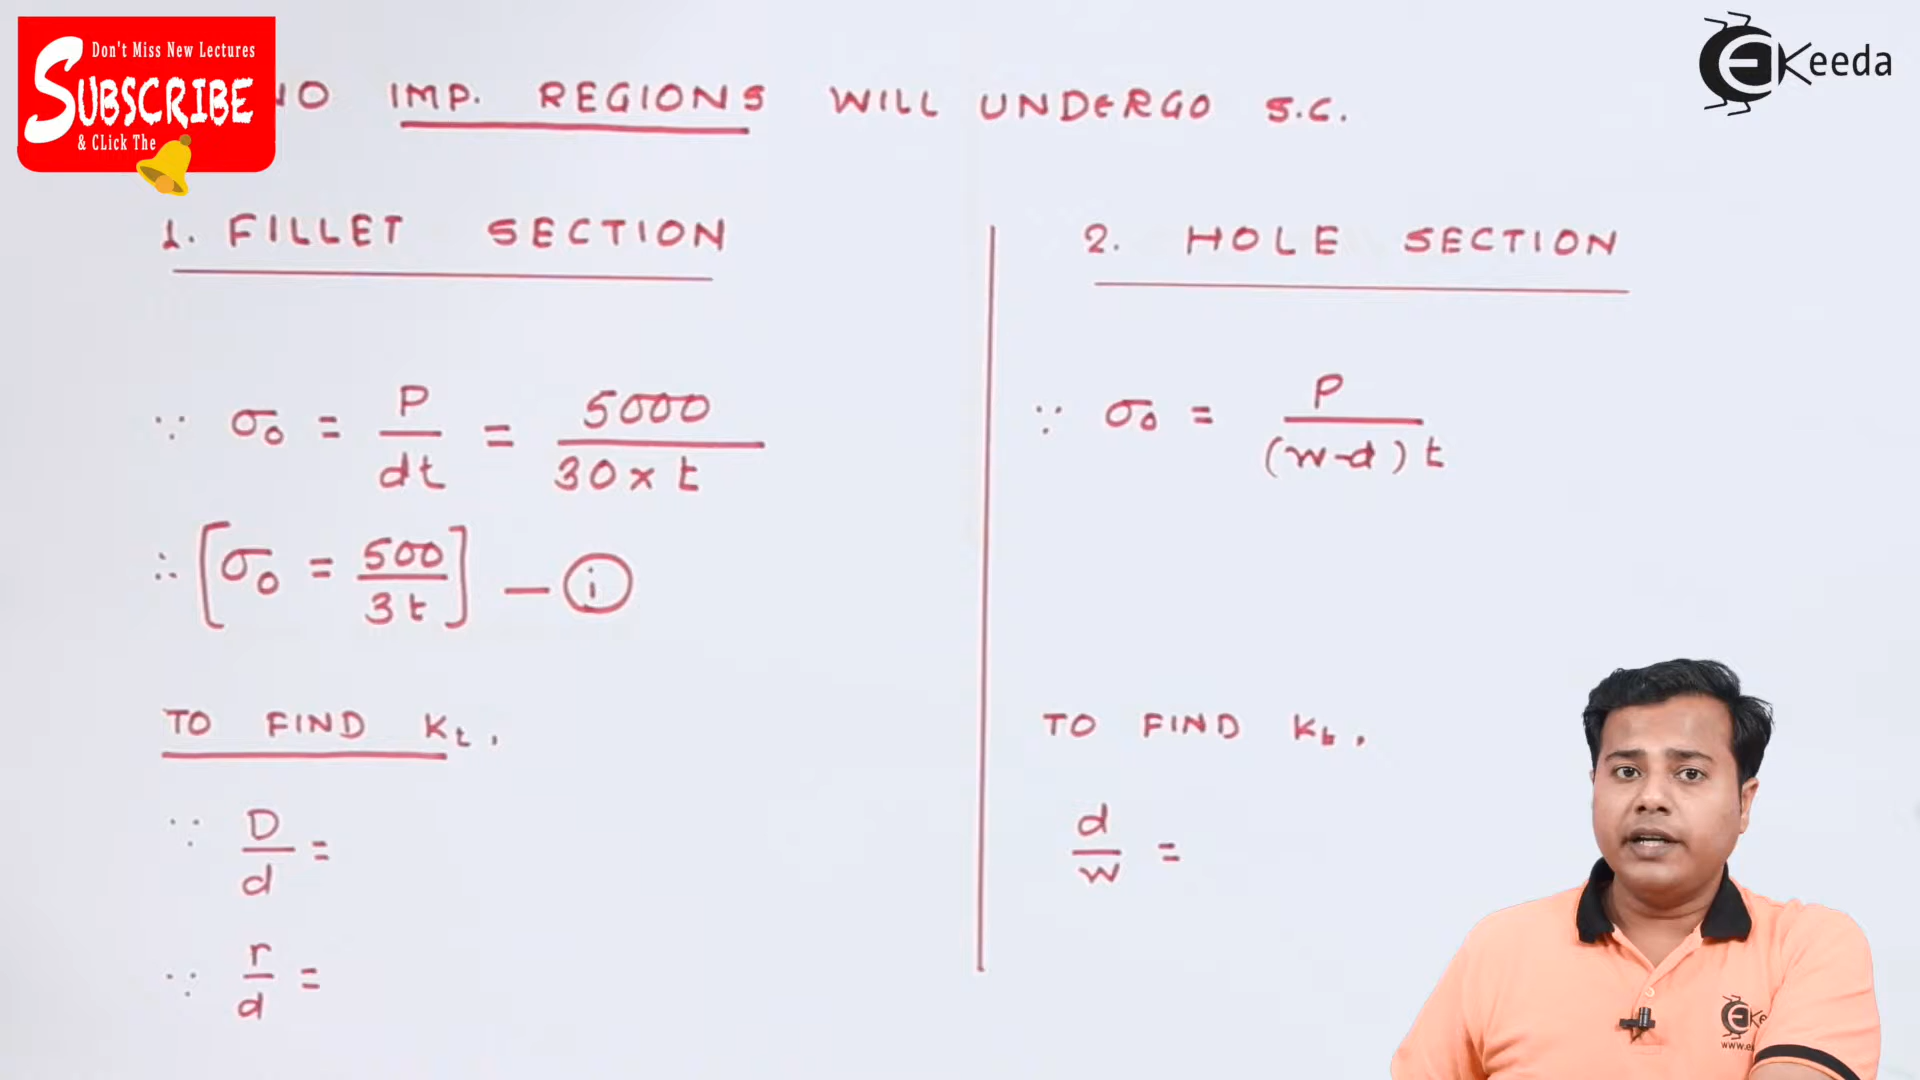 Don't Miss New Lectures
SUBSCRIBE
& CLick The
EKeeda
IMP. REGIONS WILL UNDERGO S.C.
1. FILLET SECTION
∵ σ₀ = P/dt = 5000/30 x t
∴ [σ₀ = 500/3t] — (i)
TO FIND Kt.
∵ D/d =
∵ r/d =
2. HOLE SECTION
∵ σ₀ = P/(w-d)t
TO FIND Kt.
d/w =